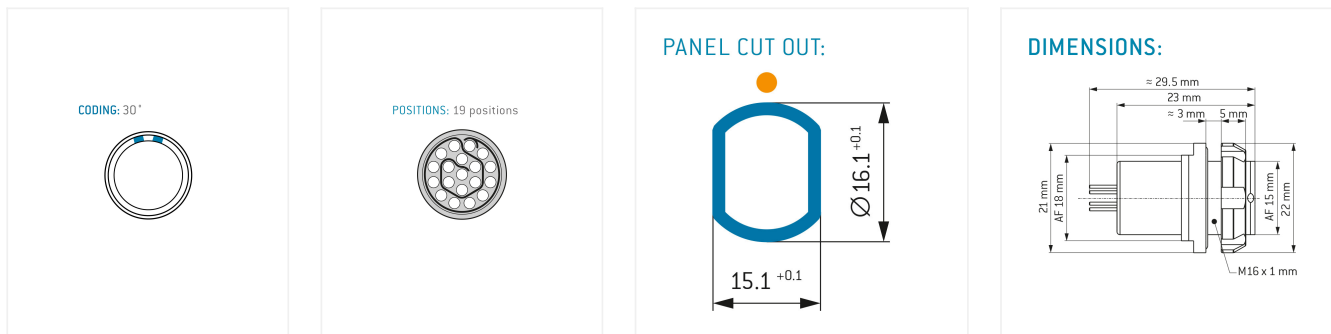 CODING: 30°
POSITIONS: 19 positions
PANEL CUT OUT:
Ø16.1 +0.1
15.1 +0.1
DIMENSIONS:
≈ 29.5 mm
23 mm
≈ 3 mm
5 mm
21 mm
AF 18 mm
AF 15 mm
22 mm
M16 x 1 mm